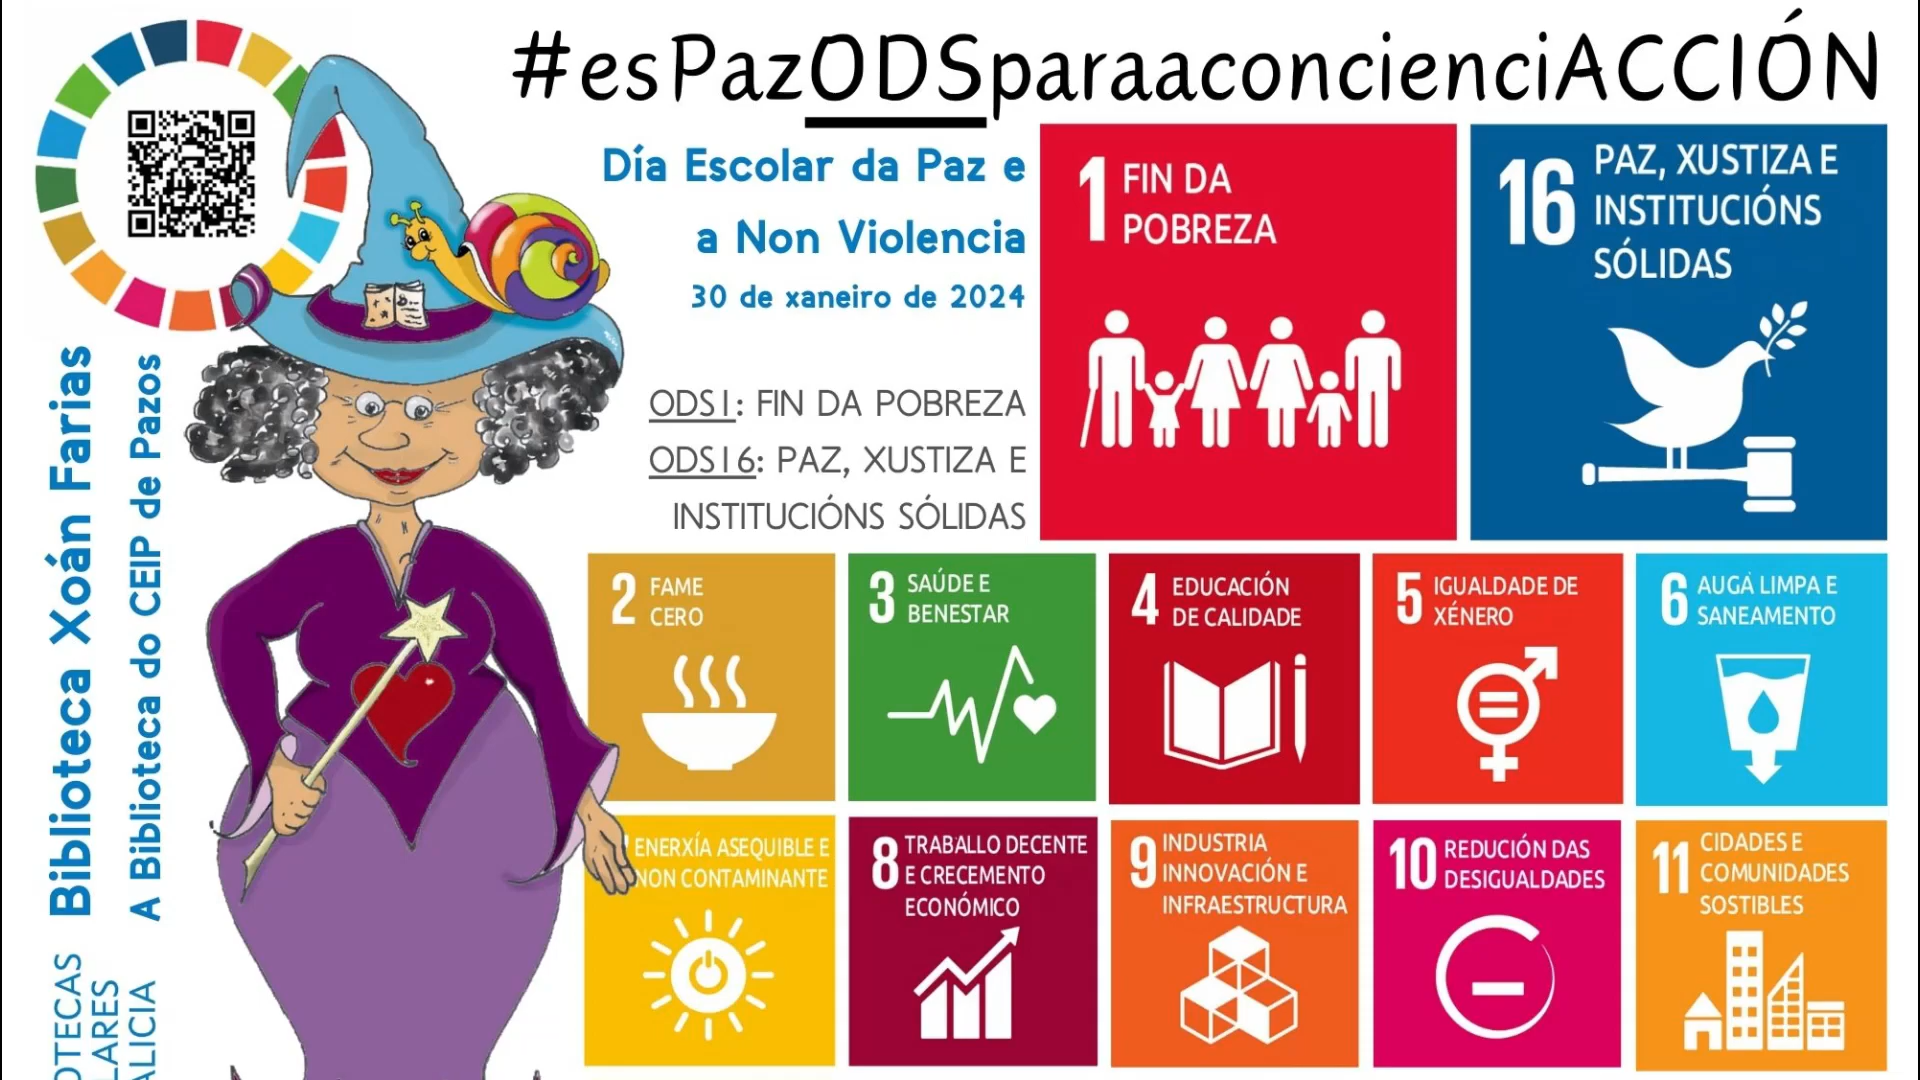 #esPazODSparaaconcienciACCIÓN
Día Escolar da Paz e
a Non Violencia
30 de xaneiro de 2024
ODS1: FIN DA POBREZA
ODS16: PAZ, XUSTIZA E
INSTITUCIÓNS SÓLIDAS
1 FIN DA
POBREZA
16 PAZ, XUSTIZA E
INSTITUCIÓNS
SÓLIDAS
2 FAME
CERO
3 SAÚDE E
BENESTAR
4 EDUCACIÓN
DE CALIDADE
5 IGUALDADE DE
XÉNERO
6 AUGA LIMPA E
SANEAMENTO
ENERXÍA ASEQUIBLE E
NON CONTAMINANTE
8 TRABALLO DECENTE
E CRECEMENTO
ECONÓMICO
9 INDUSTRIA
INNOVACIÓN E
INFRAESTRUCTURA
10 REDUCIÓN DAS
DESIGUALDADES
11 CIDADES E
COMUNIDADES
SOSTIBLES
Biblioteca Xoán Farias
A Biblioteca do CEIP de Pazos
OTECAS
LARES
ALICIA